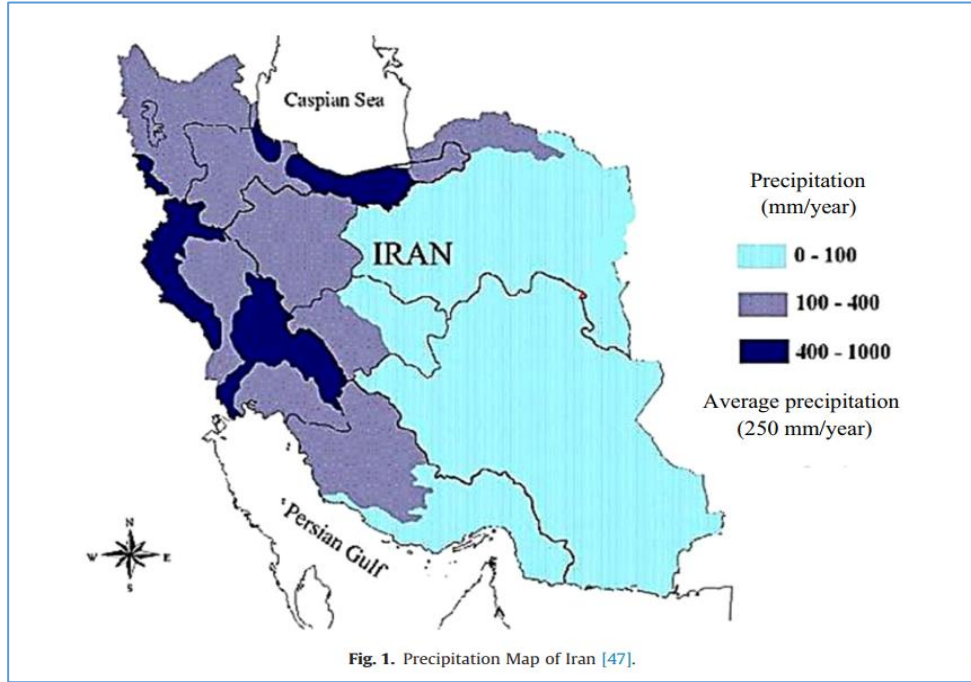 Caspian Sea
IRAN
Persian Gulf
N
W
E
S
Precipitation
(mm/year)
0 - 100
100 - 400
400 - 1000
Average precipitation
(250 mm/year)
Fig. 1. Precipitation Map of Iran [47].